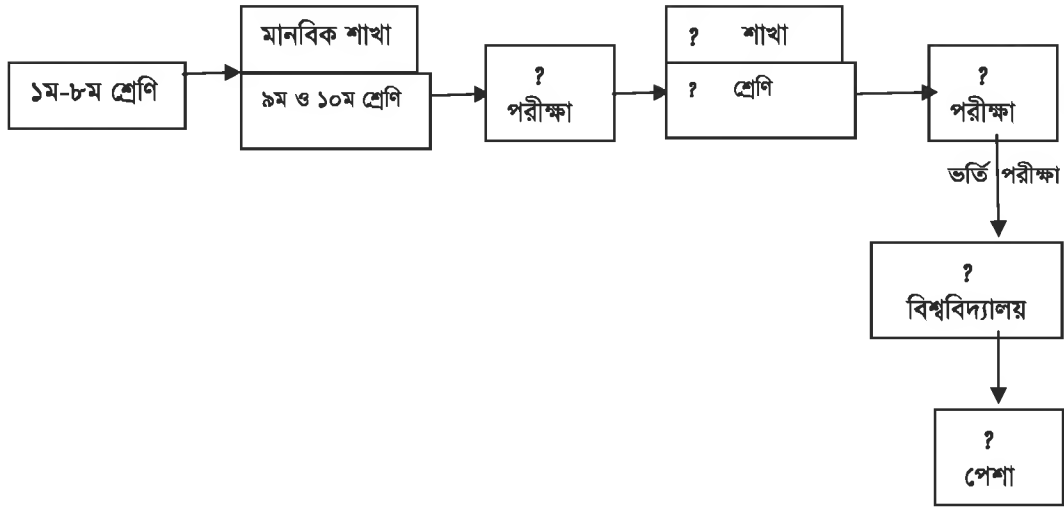 ১ম-৮ম শ্রেণি
মানবিক শাখা
৯ম ও ১০ম শ্রেণি
?
পরীক্ষা
? শাখা
? শ্রেণি
?
পরীক্ষা
ভর্তি পরীক্ষা
?
বিশ্ববিদ্যালয়
?
পেশা